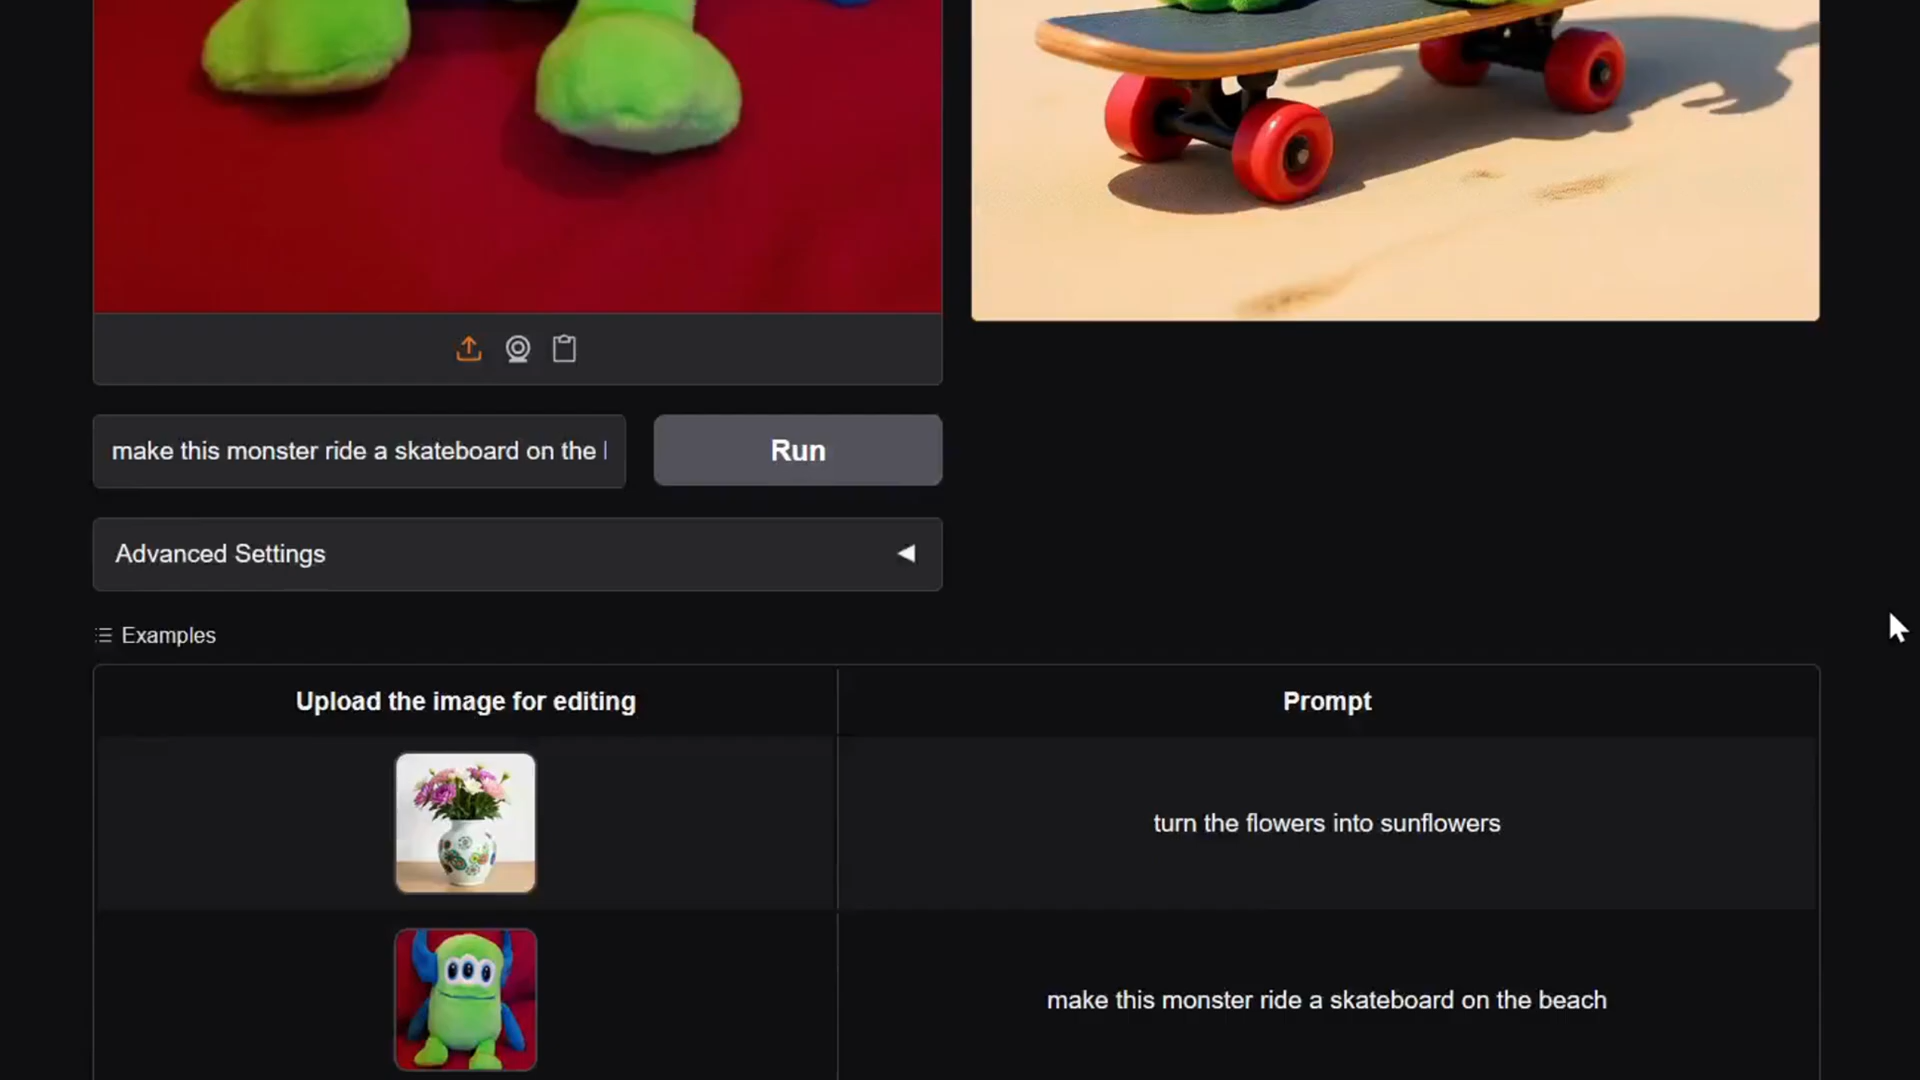 make this monster ride a skateboard on the
Run
Advanced Settings
Examples
Upload the image for editing
Prompt
turn the flowers into sunflowers
make this monster ride a skateboard on the beach